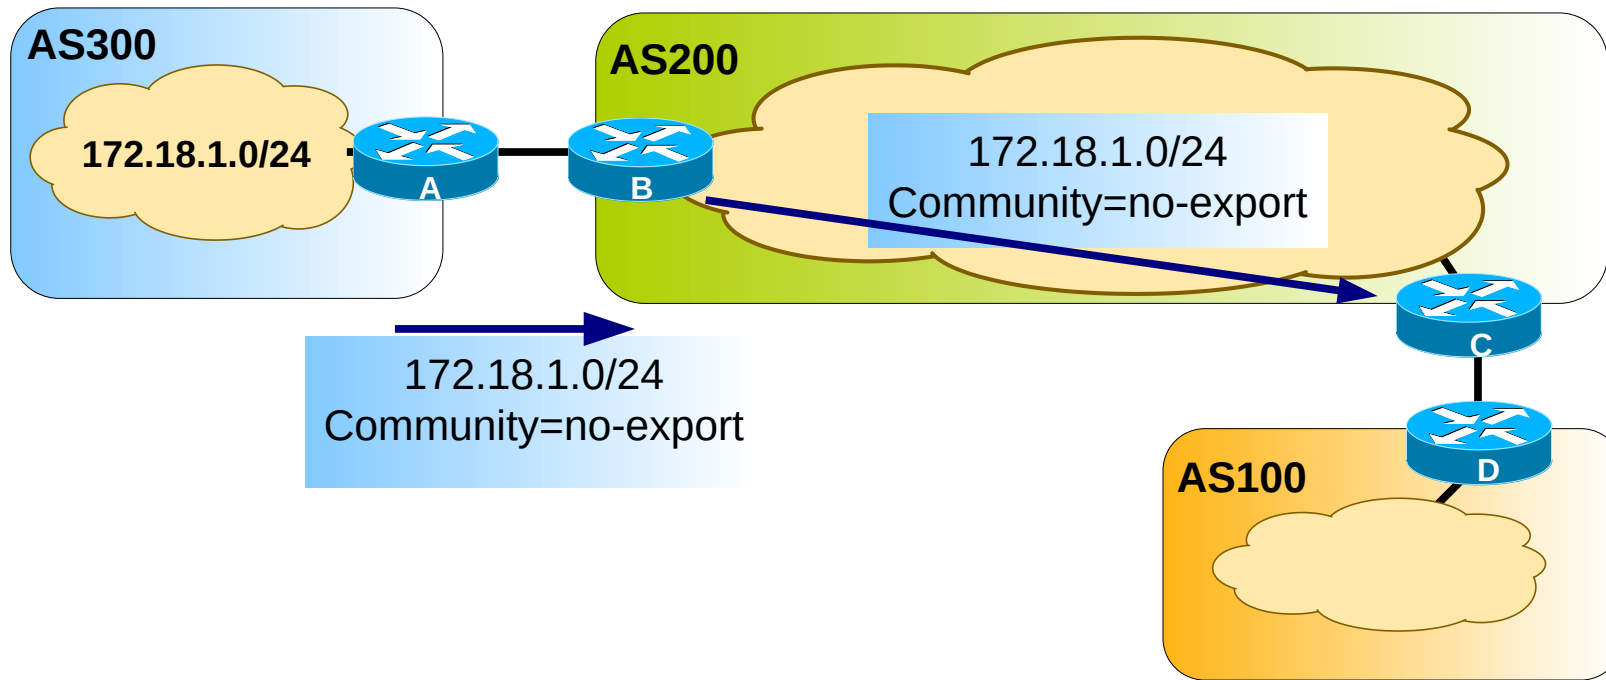 AS300
AS200
172.18.1.0/24
A
B
172.18.1.0/24
Community=no-export
172.18.1.0/24
Community=no-export
C
D
AS100